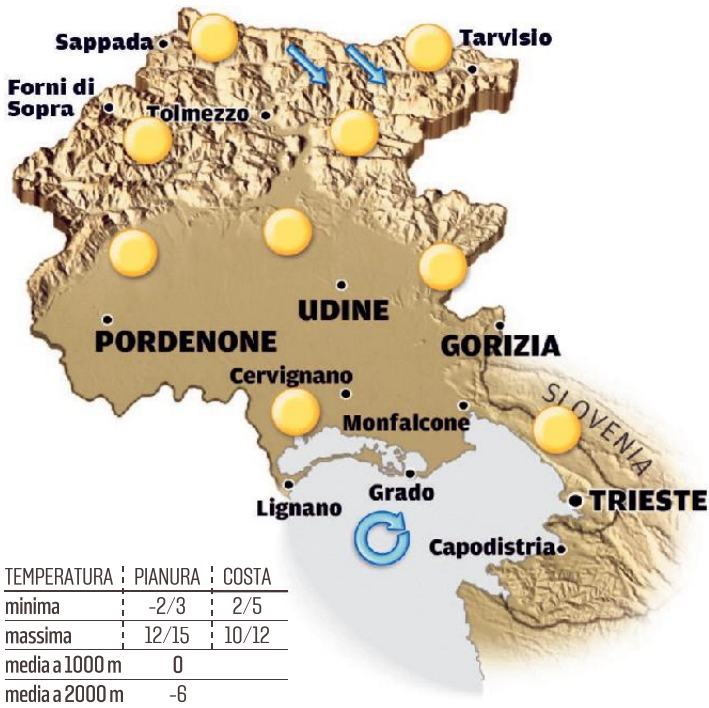 Sappada
Tarvisio
Forni di
Sopra
Tolmezzo
UDINE
PORDENONE
GORIZIA
Cervignano
SLOVENIA
Monfalcone
Grado
Lignano
TRIESTE
Capodistria
TEMPERATURA PIANURA COSTA
minima -2/3 2/5
massima 12/15 10/12
media a 1000 m 0
media a 2000 m -6